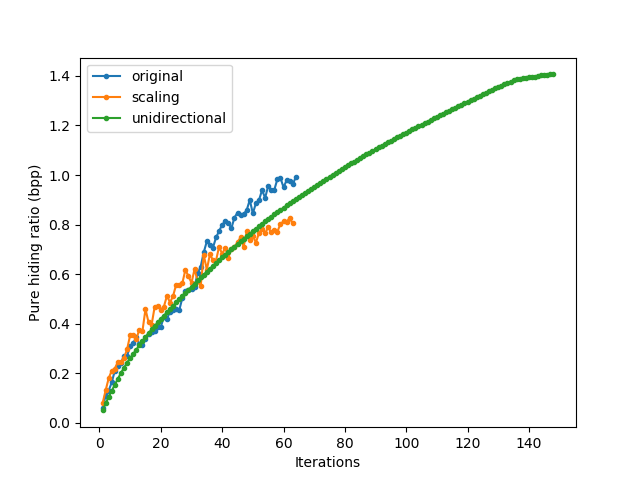 original
scaling
unidirectional
Pure hiding ratio (bpp)
1.4
1.2
1.0
0.8
0.6
0.4
0.2
0.0
0 20 40 60 80 100 120 140
Iterations